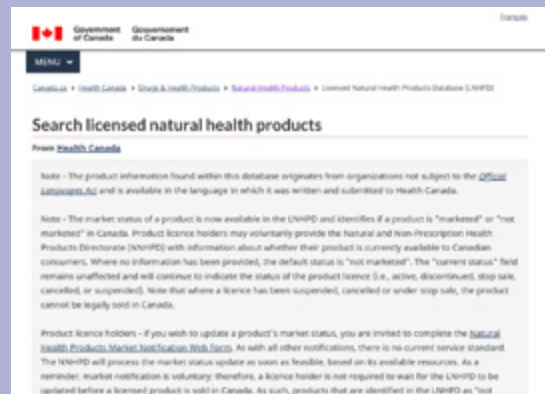 Français
Government Gouvernement
of Canada du Canada
MENU
Canada.ca > Health Canada > Drugs & Health Products > Natural Health Products > Licensed Natural Health Products Database (LNHPD)
Search licensed natural health products
From Health Canada
Note - The product information found within this database originates from organizations not subject to the Official
Languages Act and is available in the language in which it was written and submitted to Health Canada.
Note - The market status of a product is now available in the LNHPD and identifies if a product is "marketed" or "not
marketed" in Canada. Product licence holders may voluntarily provide the Natural and Non-Prescription Health
Products Directorate (NNHPD) with information about whether their product is currently available to Canadian
consumers. Where no information has been provided, the default status is "not marketed". The "current status" field
remains unaffected and will continue to indicate the status of the product licence (i.e., active, discontinued, stop sale,
cancelled, or suspended). Note that where a licence has been suspended, cancelled or under stop sale, the product
cannot be legally sold in Canada.
Product licence holders - if you wish to update a product's market status, you are invited to complete the Natural
Health Products Market Notification Web Form. As with all other notifications, there is no current service standard.
The NNHPD will process the market status update as soon as feasible, based on its available resources. As a
reminder, market notification is voluntary; therefore, a licence holder is not required to wait for the LNHPD to be
updated before a licensed product is sold in Canada. As such, products that are identified in the LNHPD as "not